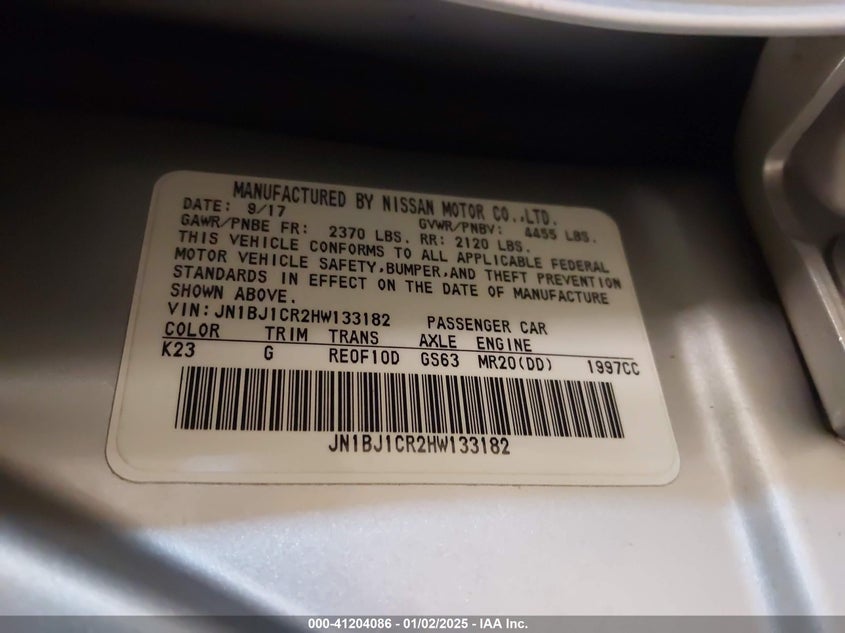 MANUFACTURED BY NISSAN MOTOR CO.,LTD.
DATE: 9/17 GVWR/PNBV: 4455 LBS.
GAWR/PNBE FR: 2370 LBS. RR: 2120 LBS.
THIS VEHICLE CONFORMS TO ALL APPLICABLE FEDERAL
MOTOR VEHICLE SAFETY,BUMPER,AND THEFT PREVENTION
STANDARDS IN EFFECT ON THE DATE OF MANUFACTURE
SHOWN ABOVE.
VIN:JN1BJ1CR2HW133182 PASSENGER CAR
COLOR TRIM TRANS AXLE ENGINE
K23 G REOF10D GS63 MR20(DD) 1997CC
JN1BJ1CR2HW133182
000-41204086 - 01/02/2025 - IAA Inc.